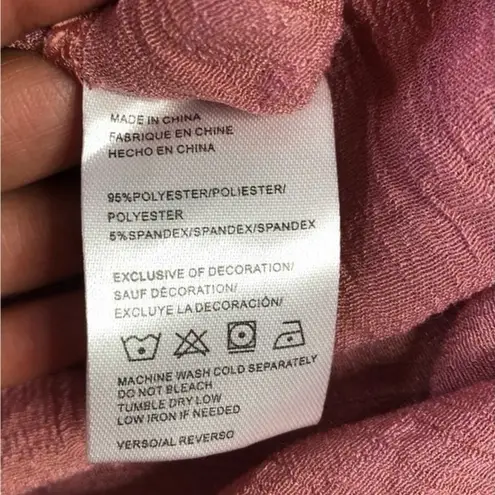 MADE IN CHINA
FABRIQUE EN CHINE
HECHO EN CHINA
95%POLYESTER/POLIESTER/
POLYESTER
5%SPANDEX/SPANDEX/SPANDEX
EXCLUSIVE OF DECORATION/
SAUF DÉCORATION/
EXCLUYE LA DECORACIÓN/
MACHINE WASH COLD SEPARATELY
DO NOT BLEACH
TUMBLE DRY LOW
LOW IRON IF NEEDED
VERSO/AL REVERSO